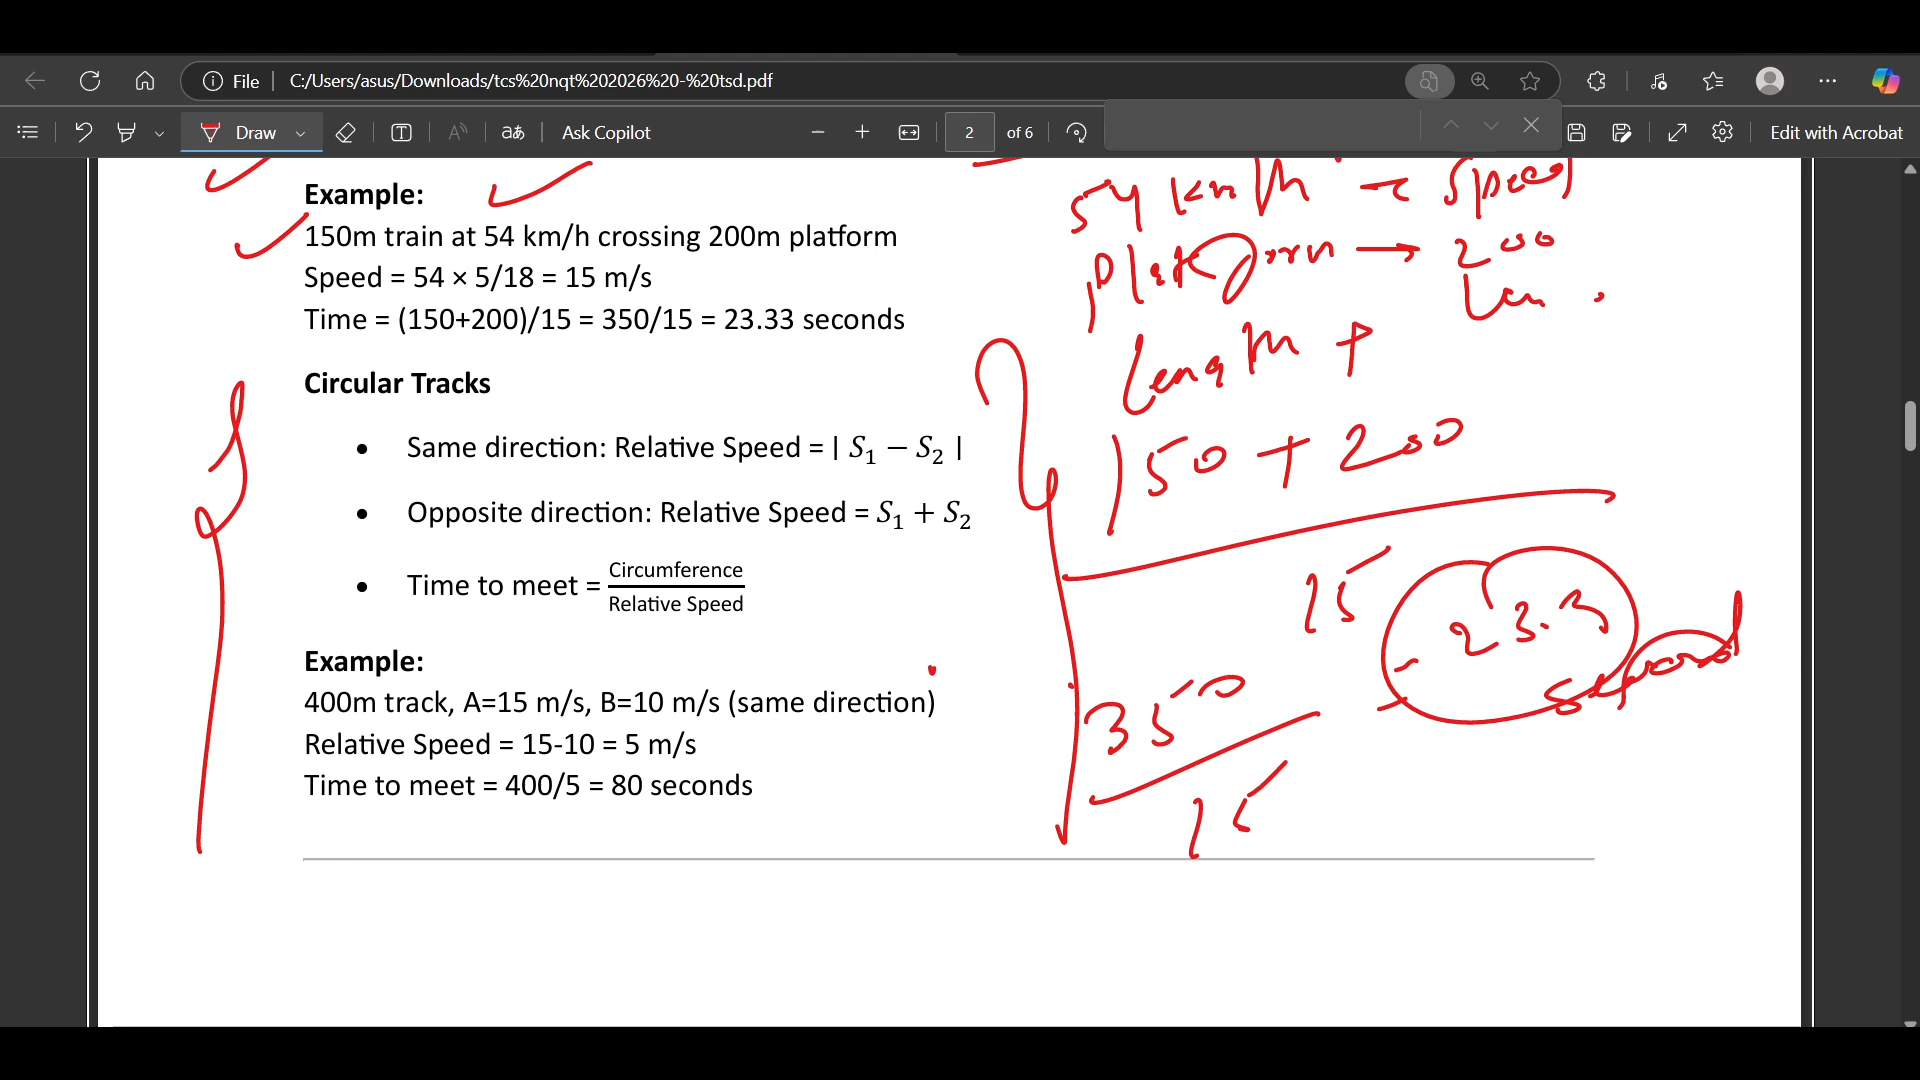 File C:/Users/asus/Downloads/tcs%20nqt%202026%20-%20tsd.pdf
Draw aあ Ask Copilot 2 of 6 Edit with Acrobat
Example:
150m train at 54 km/h crossing 200m platform
Speed = 54 × 5/18 = 15 m/s
Time = (150+200)/15 = 350/15 = 23.33 seconds
Circular Tracks
• Same direction: Relative Speed = | S₁ − S₂ |
• Opposite direction: Relative Speed = S₁ + S₂
• Time to meet = Circumference
Relative Speed
Example:
400m track, A=15 m/s, B=10 m/s (same direction)
Relative Speed = 15-10 = 5 m/s
Time to meet = 400/5 = 80 seconds
54 km/h Speed
Platform → 200
Len
Length +
150 + 200
15
23.3
second
350
15